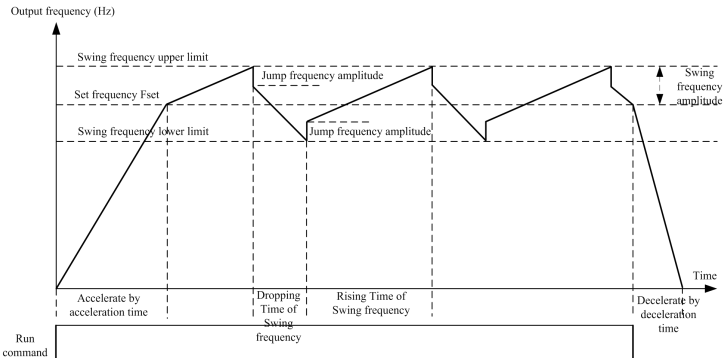 Output frequency (Hz)
Swing frequency upper limit
Jump frequency amplitude
Swing
frequency
amplitude
Set frequency Fset
Swing frequency lower limit
Jump frequency amplitude
Time
Accelerate by
acceleration time
Dropping
Time of
Swing
frequency
Rising Time of
Swing frequency
Decelerate by
deceleration
time
Run
command